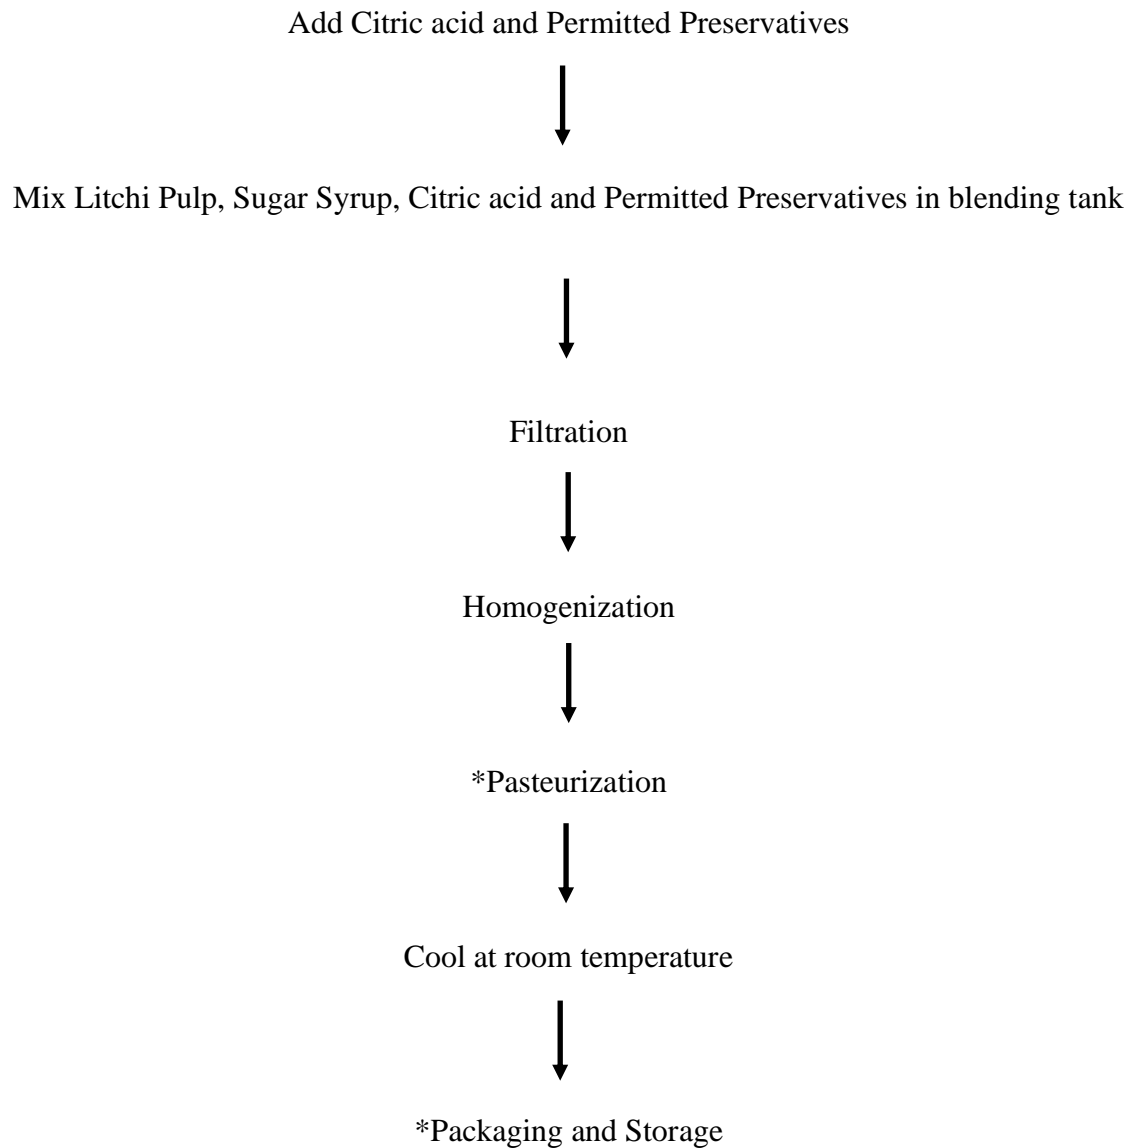 Add Citric acid and Permitted Preservatives
Mix Litchi Pulp, Sugar Syrup, Citric acid and Permitted Preservatives in blending tank
Filtration
Homogenization
*Pasteurization
Cool at room temperature
*Packaging and Storage